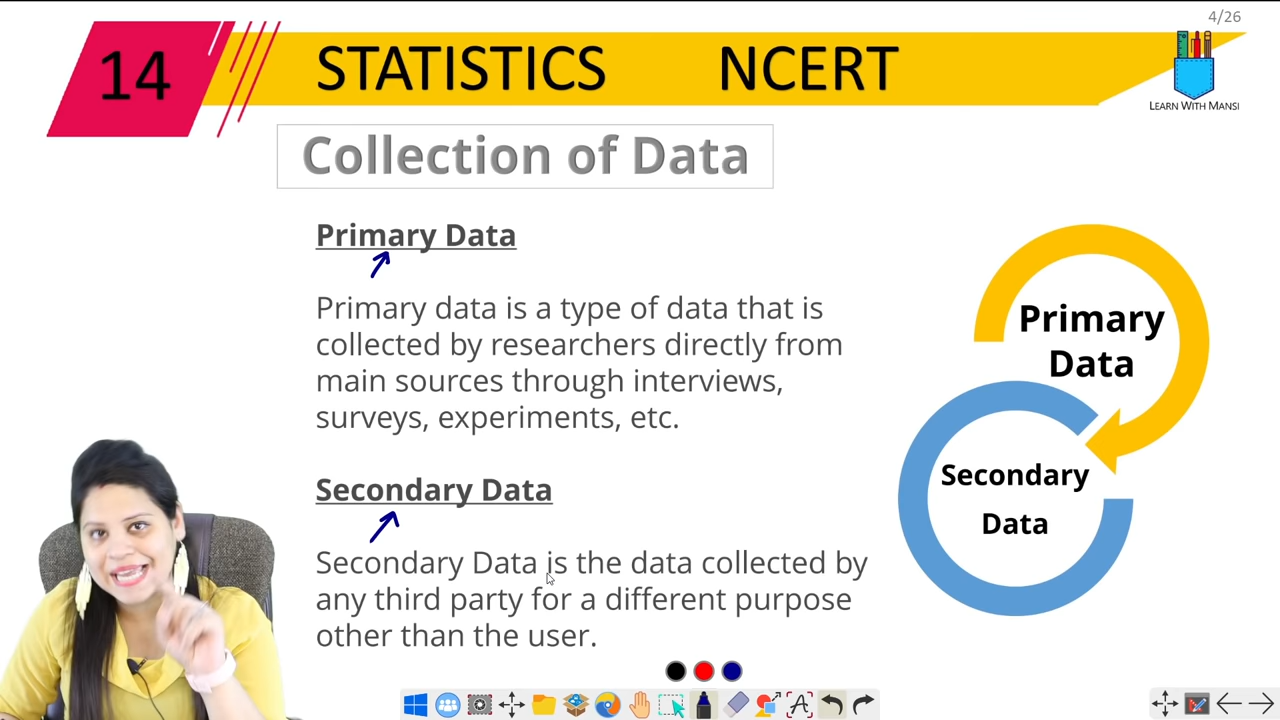 4/26
14
STATISTICS NCERT
LEARN WITH MANSI
Collection of Data
Primary Data
Primary data is a type of data that is
collected by researchers directly from
main sources through interviews,
surveys, experiments, etc.
Secondary Data
Secondary Data is the data collected by
any third party for a different purpose
other than the user.
Primary
Data
Secondary
Data